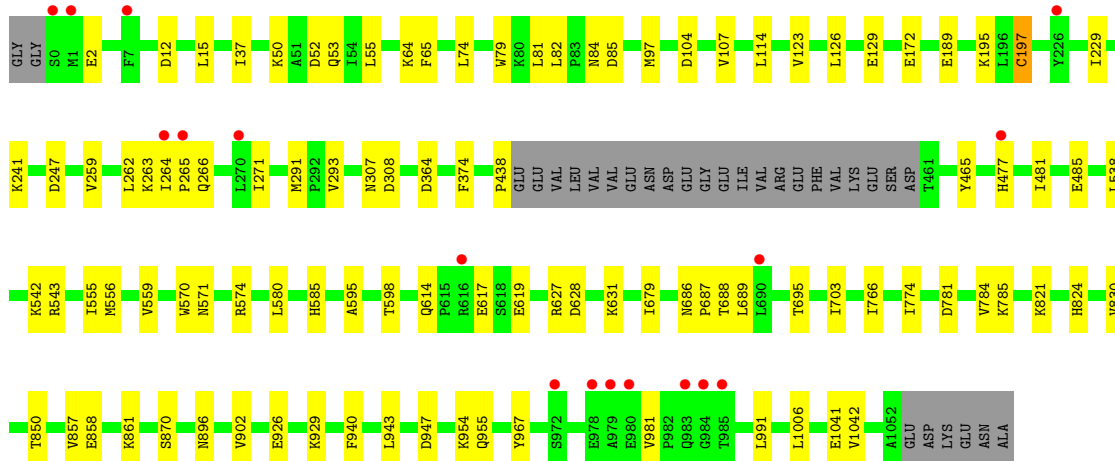 GLY GLY S0 M1 E2 F7 D12 L15 I37 K50 A51 D52 Q53 I54 L55 K64 F65 L74 W79 K80 L81 L82 P83 N84 D85 M97 D104 V107 L114 V123 L126 E129 E172 E189 K195 L196 C197 Y226 I229
K241 D247 V259 L262 K263 I264 P265 Q266 L270 I271 M291 P292 V293 N307 D308 D364 F374 P438 GLU GLU VAL LEU VAL VAL GLU ASN ASP GLU GLY GLU ILE VAL ARG GLU PHE VAL LYS GLU SER ASP T461 Y465 H477 I481 E485 L538
K542 R543 I555 M556 V559 W570 N571 R574 L580 H585 A595 T598 Q614 P615 R616 E617 S618 E619 R627 D628 K631 I679 N686 P687 T688 L689 L690 T695 I703 I766 I774 D781 V784 K785 K821 H824
T850 V857 E858 K861 S870 N896 V902 E926 K929 F940 L943 D947 K954 Q955 Y967 S972 E978 A979 E980 V981 P982 Q983 G984 T985 L991 L1006 E1041 V1042 A1052 GLU ASP LYS GLU ASN ALA